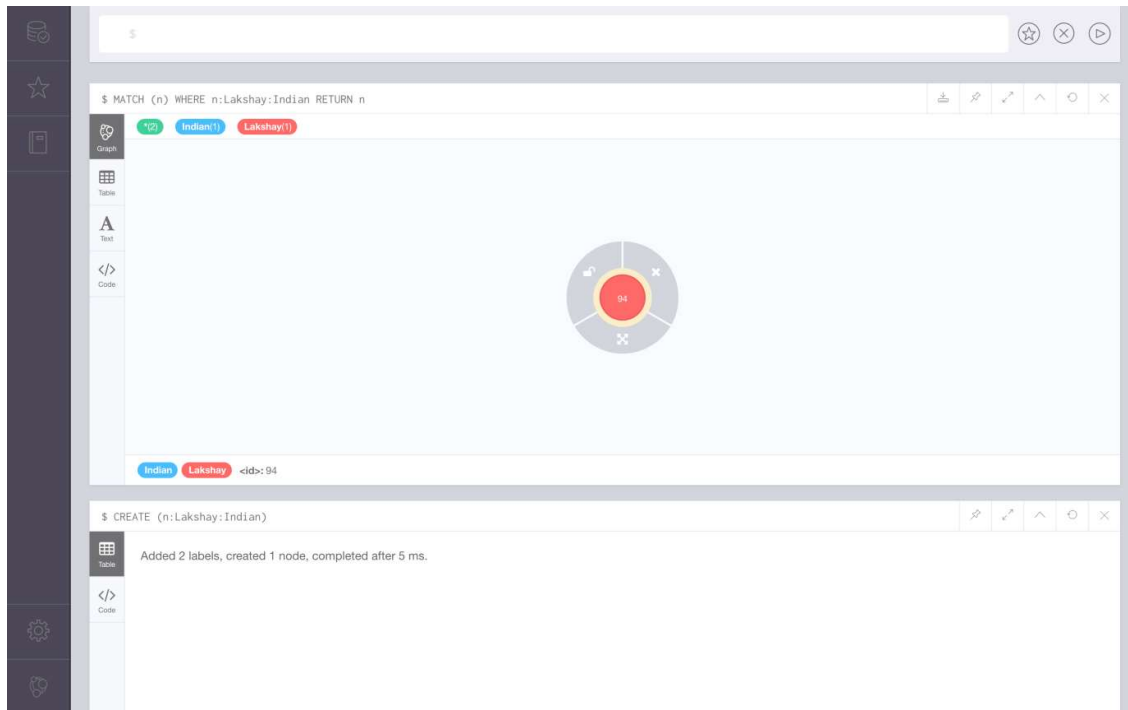 $
$ MATCH (n) WHERE n:Lakshay:Indian RETURN n
*(2) Indian(1) Lakshay(1)
Graph
Table
Text
Code
94
Indian Lakshay <id>: 94
$ CREATE (n:Lakshay:Indian)
Table
Added 2 labels, created 1 node, completed after 5 ms.
Code